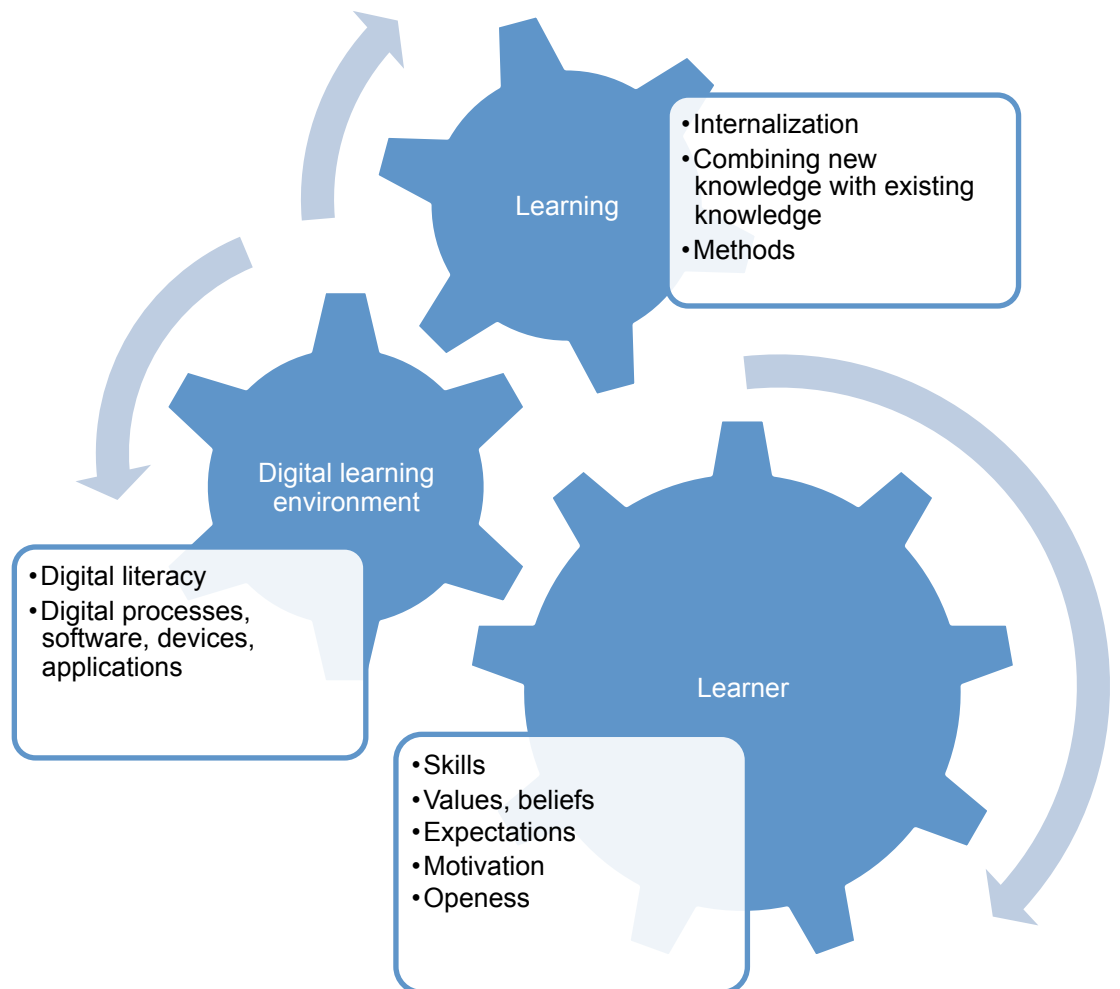 Learning
•Internalization
•Combining new
knowledge with existing
knowledge
•Methods
Digital learning
environment
•Digital literacy
•Digital processes,
software, devices,
applications
Learner
•Skills
•Values, beliefs
•Expectations
•Motivation
•Openess